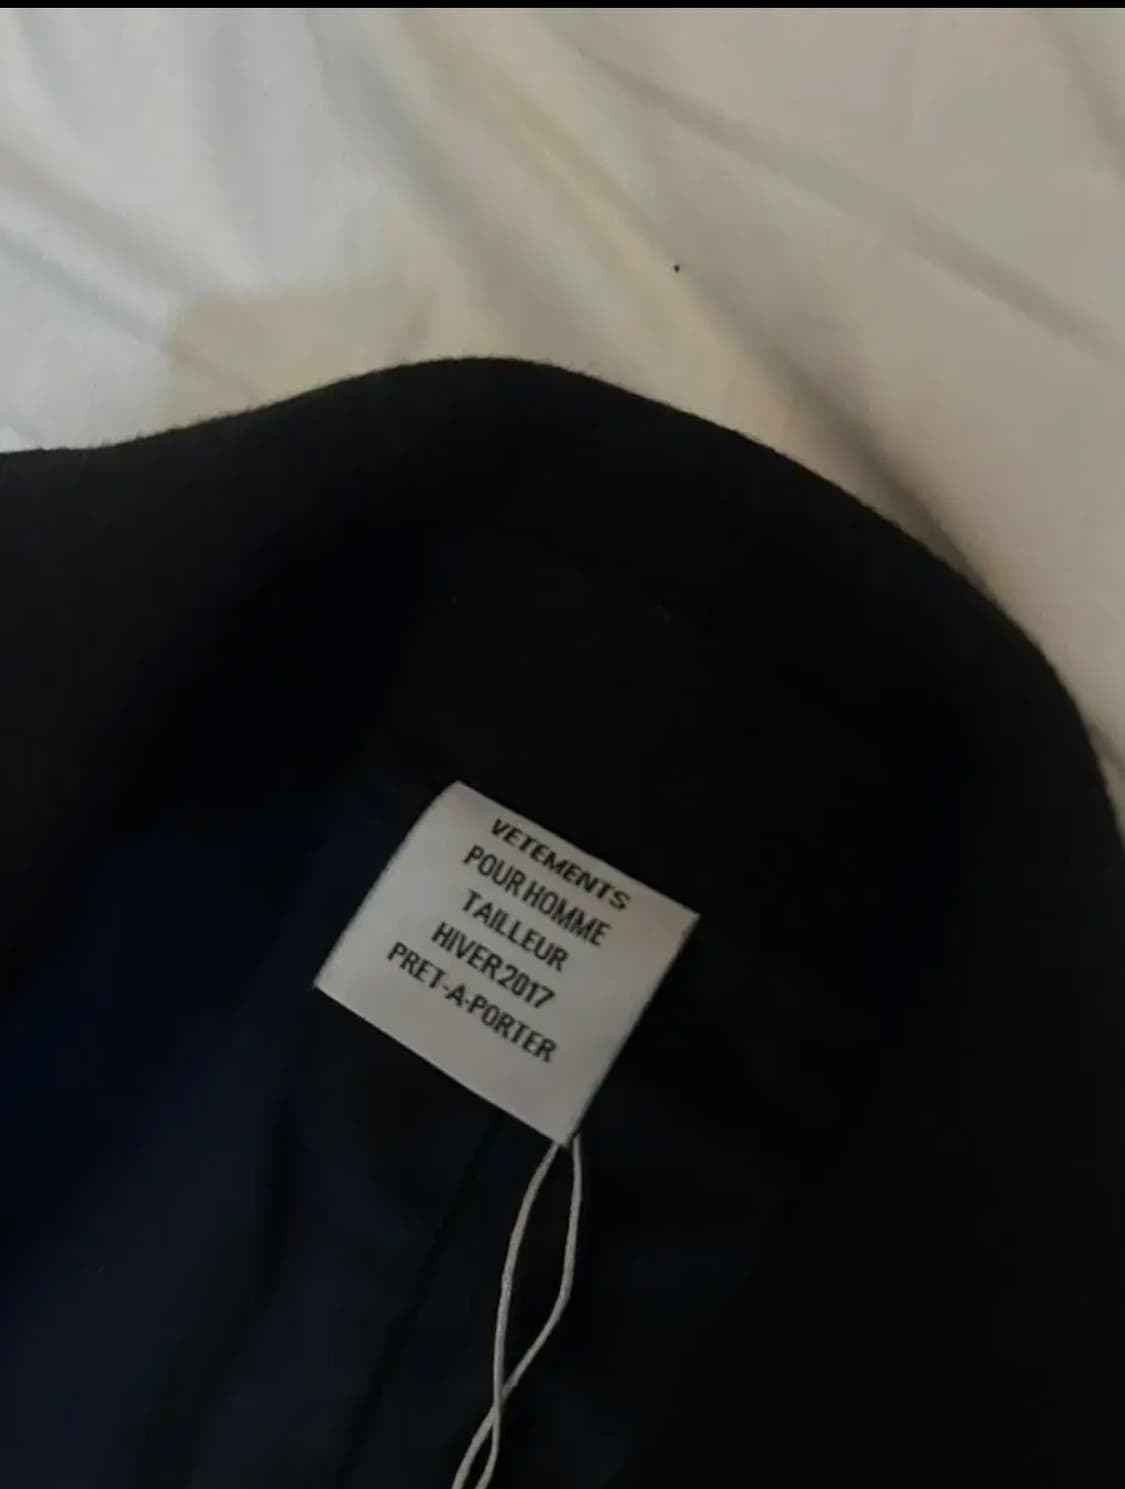 VETEMENTS
POUR HOMME
TAILLEUR
HIVER 2017
PRET-A-PORTER